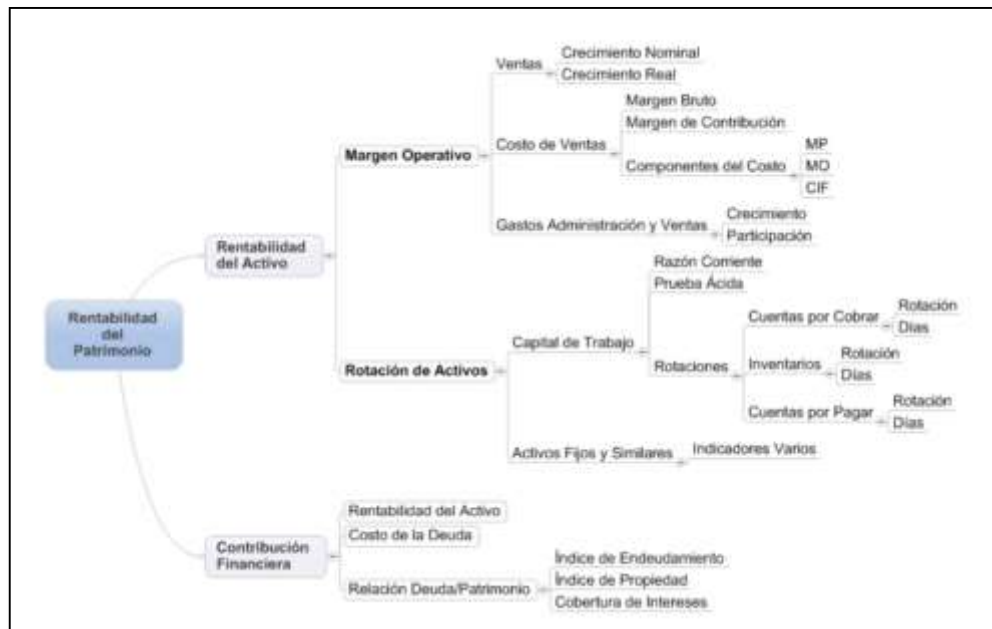 Crecimiento Nominal
Ventas
Crecimiento Real
Margen Bruto
Margen de Contribución
Costo de Ventas
MP
Margen Operativo
Componentes del Costo
MO
CIF
Crecimiento
Gastos Administración y Ventas
Participación
Rentabilidad
del Activo
Razón Corriente
Prueba Ácida
Rentabilidad
del
Patrimonio
Capital de Trabajo
Rotación
Cuentas por Cobrar
Días
Rotación de Activos
Rotaciones
Rotación
Inventarios
Días
Rotación
Cuentas por Pagar
Días
Activos Fijos y Similares
Indicadores Varios
Rentabilidad del Activo
Costo de la Deuda
Contribución
Financiera
Índice de Endeudamiento
Relación Deuda/Patrimonio
Índice de Propiedad
Cobertura de Intereses